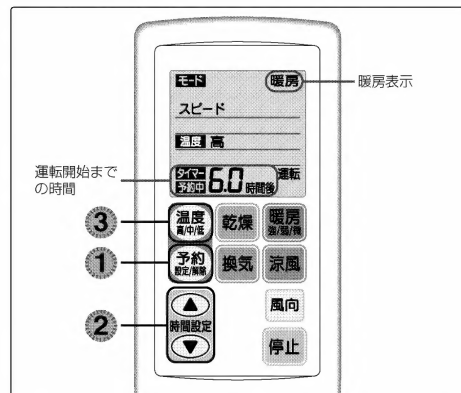 モード 暖房
暖房表示
スピード
温度 高
運転開始まで
の時間
タイマー
予約中 6.0 時間後 運転
3
温度
高/中/低
乾燥
暖房
強/弱/微
1
予約
設定/解除
換気
涼風
2
時間設定
風向
停止